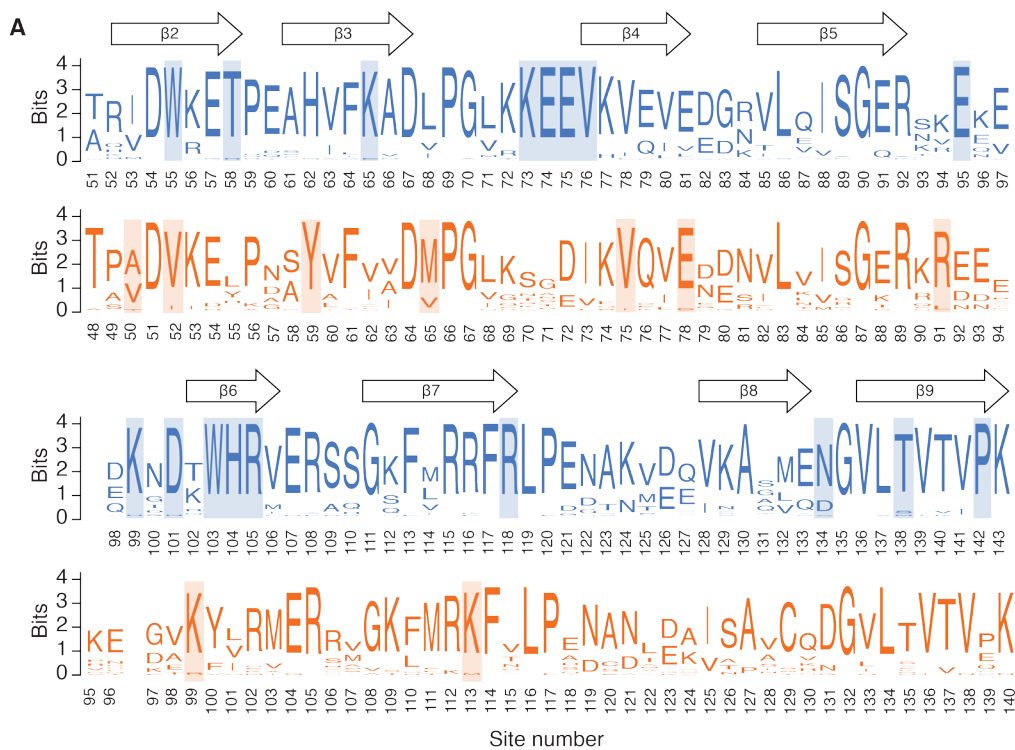 A
β2 β3 β4 β5
Bits
4
3
2
1
0
TRIDWKETPEAHVFKADLPGLKKEEVKVEVEDGRVLQISGERSKEKE
51 52 53 54 55 56 57 58 59 60 61 62 63 64 65 66 67 68 69 70 71 72 73 74 75 76 77 78 79 80 81 82 83 84 85 86 87 88 89 90 91 92 93 94 95 96 97
Bits
4
3
2
1
0
TPADVKELPNSYVFVVDMPGLKSGDIKVQVEDDNVLVISGERKREEE
48 49 50 51 52 53 54 55 56 57 58 59 60 61 62 63 64 65 66 67 68 69 70 71 72 73 74 75 76 77 78 79 80 81 82 83 84 85 86 87 88 89 90 91 92 93 94
β6 β7 β8 β9
Bits
4
3
2
1
0
DKNDTWHRVERSSGKFMRRFRLPENAKVDQVKASMENGVLTVTVPK
98 99 100 101 102 103 104 105 106 107 108 109 110 111 112 113 114 115 116 117 118 119 120 121 122 123 124 125 126 127 128 129 130 131 132 133 134 135 136 137 138 139 140 141 142 143
Bits
4
3
2
1
0
KEGVKYLRMERRVGKFMRKFVLPENANLDAISAVCQDGVLTVTVPK
95 96 97 98 99 100 101 102 103 104 105 106 107 108 109 110 111 112 113 114 115 116 117 118 119 120 121 122 123 124 125 126 127 128 129 130 131 132 133 134 135 136 137 138 139 140
Site number